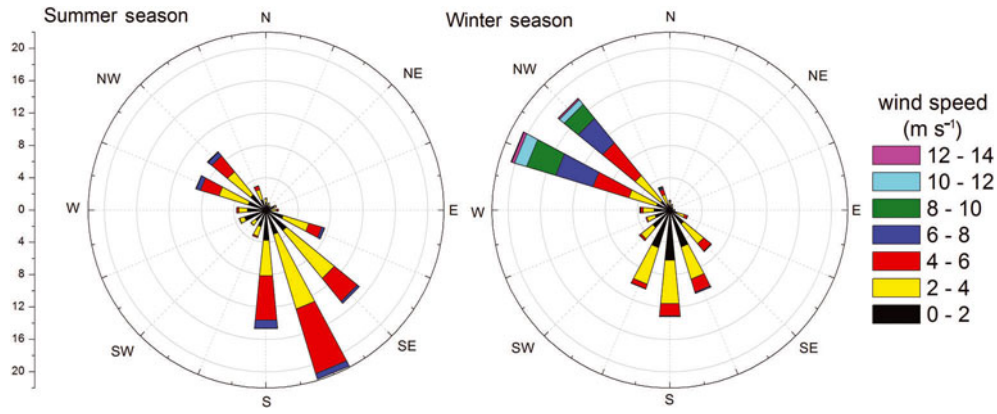 Summer season
N
NE
E
SE
S
SW
W
NW
20
16
12
8
4
0
4
8
12
16
20
Winter season
N
NE
E
SE
S
SW
W
NW
wind speed
(m s⁻¹)
12 - 14
10 - 12
8 - 10
6 - 8
4 - 6
2 - 4
0 - 2